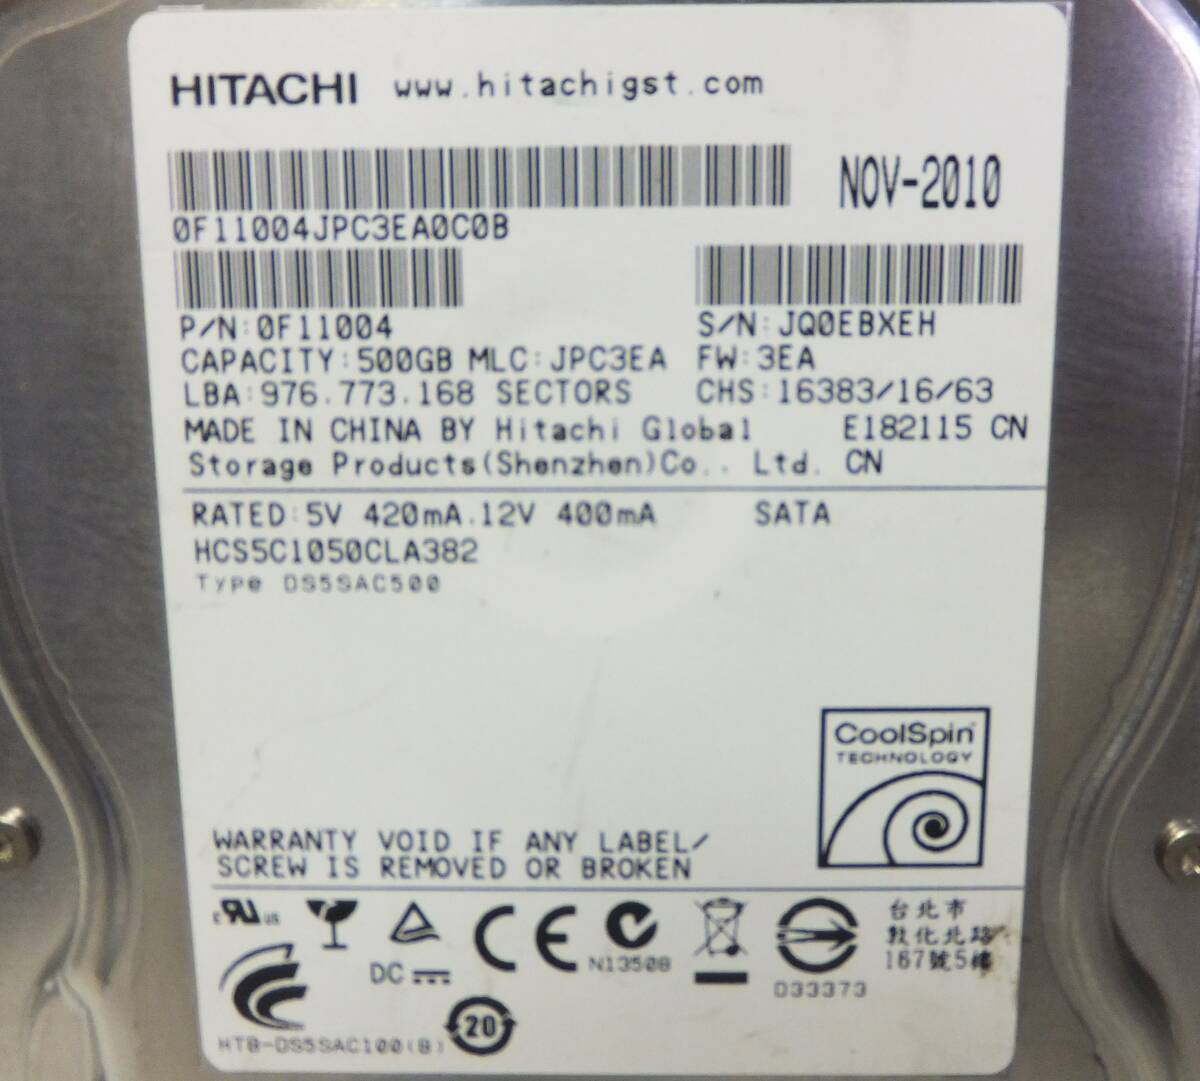 HITACHI www.hitachigst.com
NOV-2010
0F11004JPC3EA0C0B
P/N:0F11004 S/N:JQ0EBXEH
CAPACITY:500GB MLC:JPC3EA FW:3EA
LBA:976.773.168 SECTORS CHS:16383/16/63
MADE IN CHINA BY Hitachi Global E182115 CN
Storage Products(Shenzhen)Co.. Ltd. CN
RATED:5V 420mA.12V 400mA SATA
HCS5C1050CLA382
Type DS5SAC500
CoolSpin
TECHNOLOGY
WARRANTY VOID IF ANY LABEL/
SCREW IS REMOVED OR BROKEN
c RU us
CE
N13508
D33373
台北市
敦化北路
167號5樓
DC
20
HTB-DS5SAC100(B)